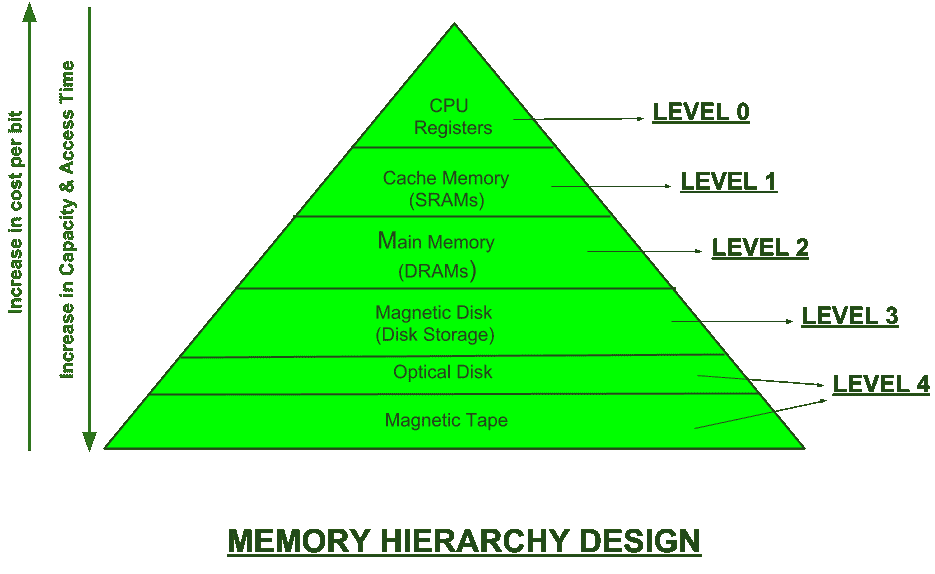 Increase in cost per bit
Increase in Capacity & Access Time
CPU
Registers
LEVEL 0
Cache Memory
(SRAMs)
LEVEL 1
Main Memory
(DRAMs)
LEVEL 2
Magnetic Disk
(Disk Storage)
LEVEL 3
Optical Disk
LEVEL 4
Magnetic Tape
MEMORY HIERARCHY DESIGN